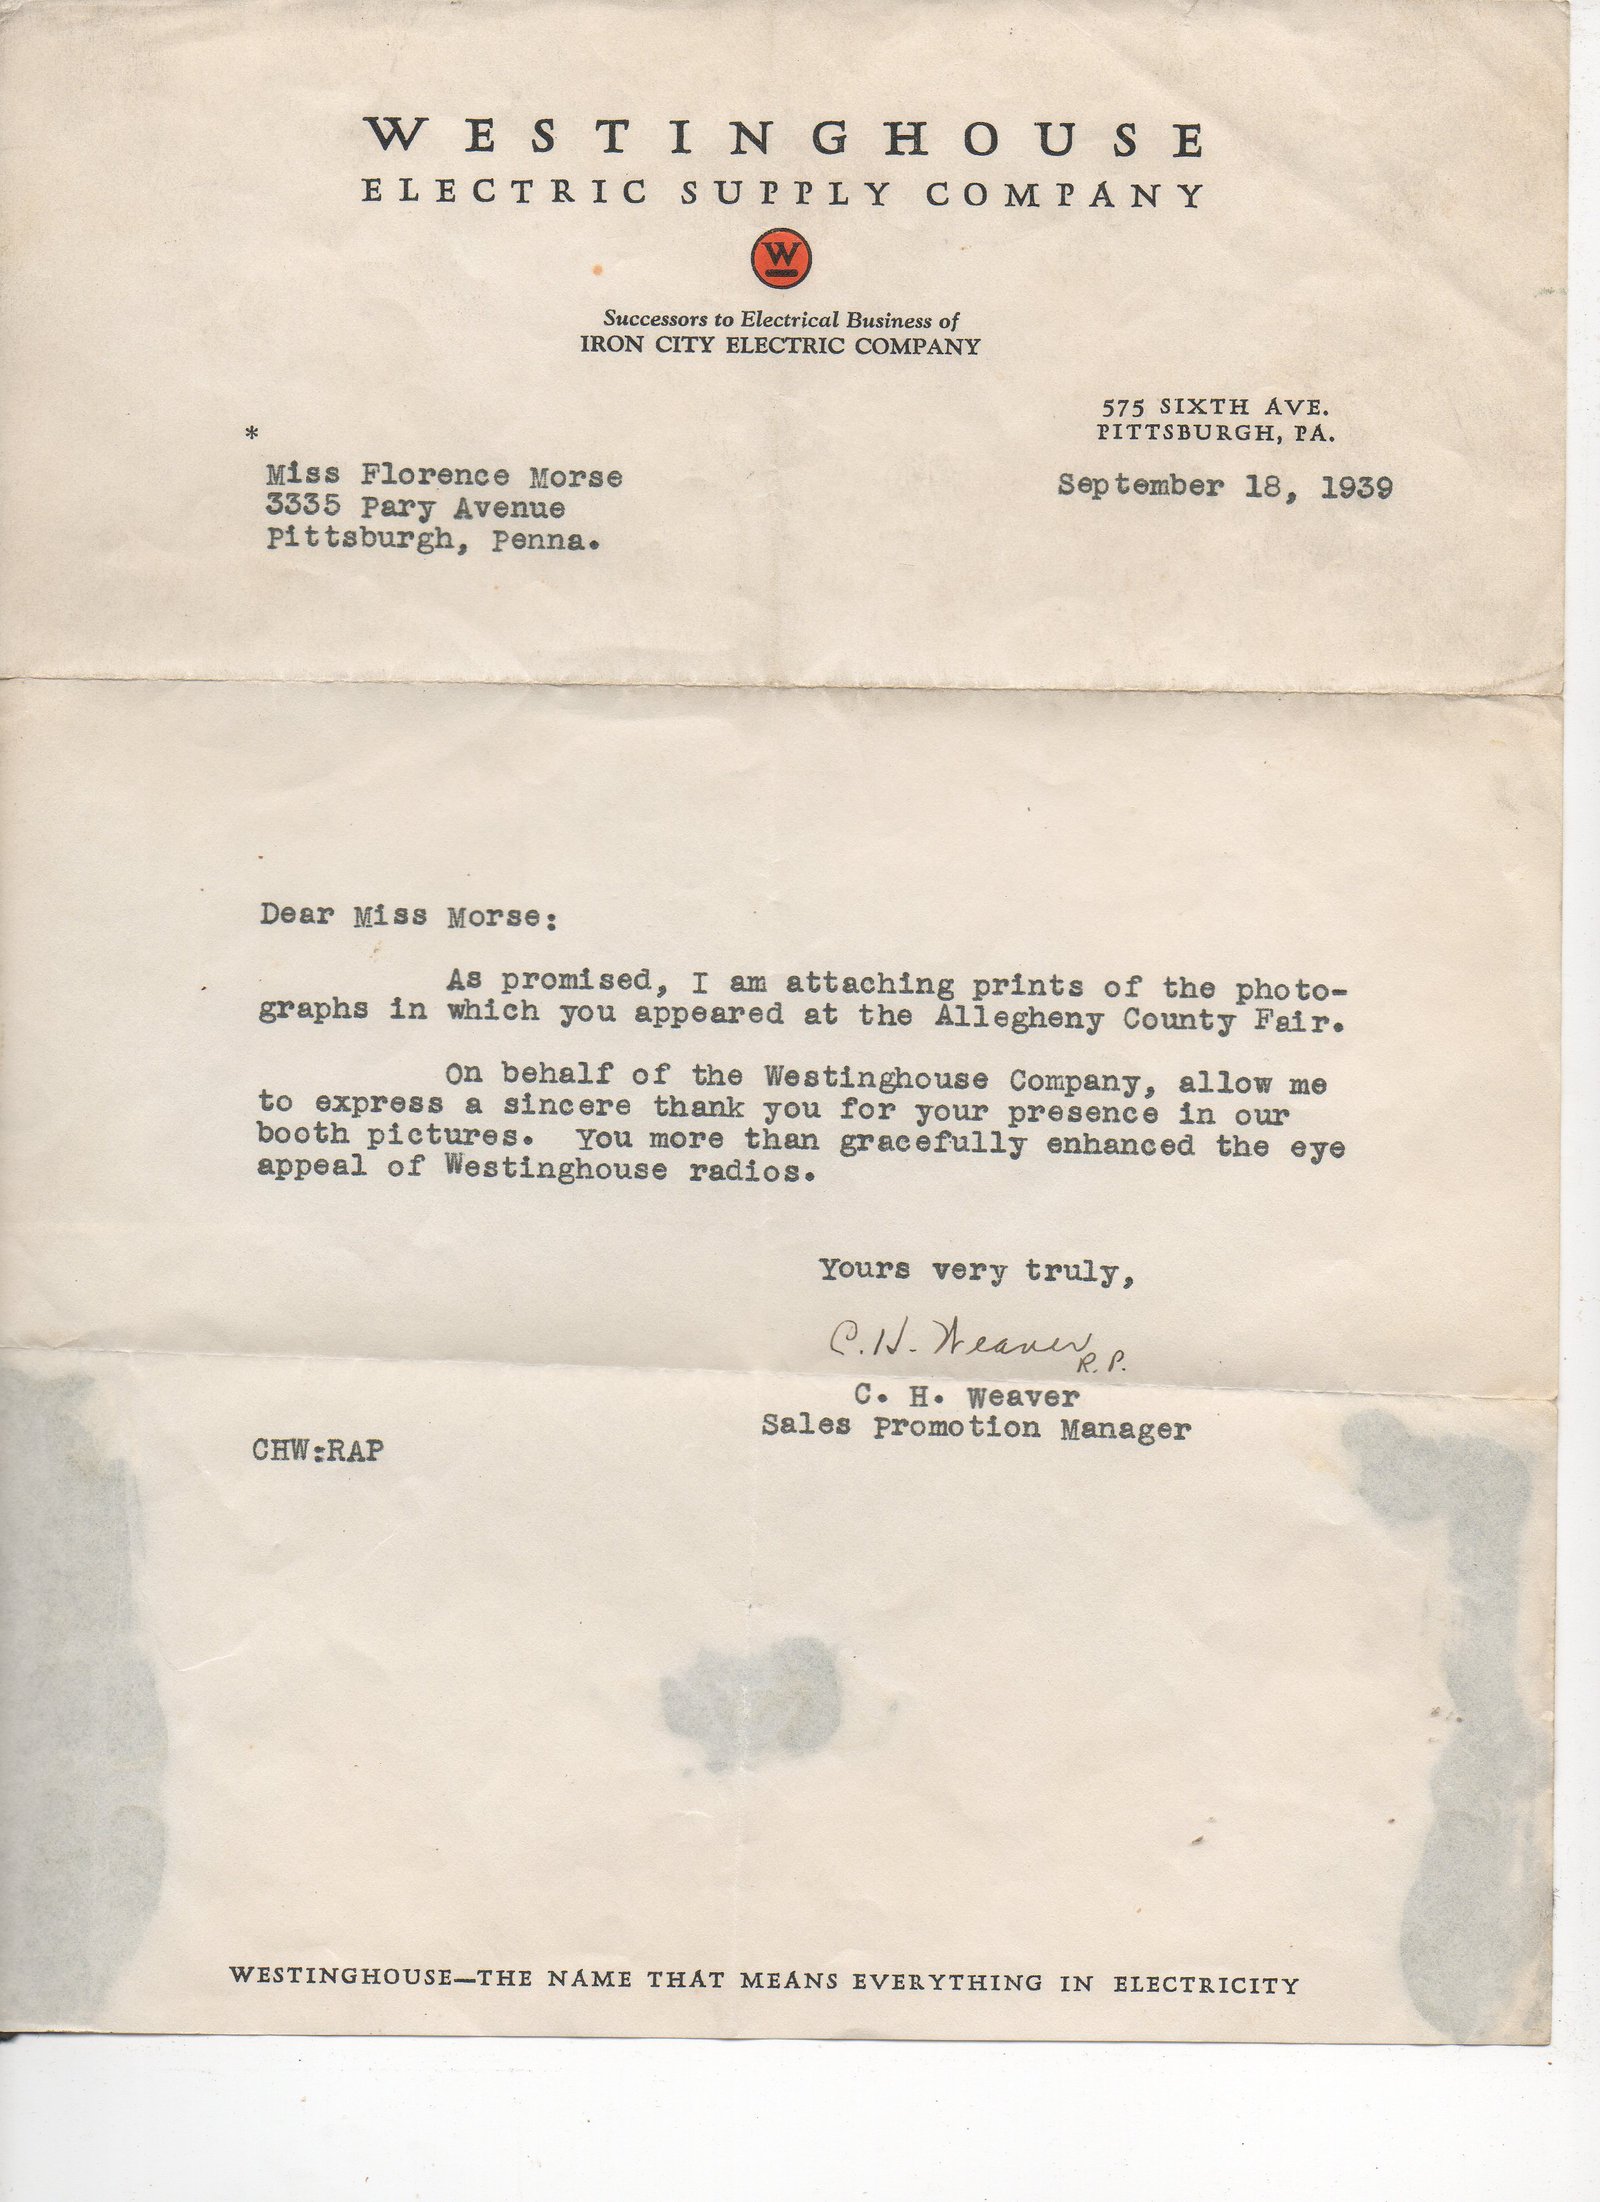 WESTINGHOUSE
ELECTRIC SUPPLY COMPANY
W
Successors to Electrical Business of
IRON CITY ELECTRIC COMPANY
575 SIXTH AVE.
PITTSBURGH, PA.
*
Miss Florence Morse
3335 Pary Avenue
Pittsburgh, Penna.
September 18, 1939
Dear Miss Morse:
As promised, I am attaching prints of the photo-
graphs in which you appeared at the Allegheny County Fair.
On behalf of the Westinghouse Company, allow me
to express a sincere thank you for your presence in our
booth pictures. You more than gracefully enhanced the eye
appeal of Westinghouse radios.
Yours very truly,
C. H. Weaver
R. P.
C. H. Weaver
Sales Promotion Manager
CHW:RAP
WESTINGHOUSE—THE NAME THAT MEANS EVERYTHING IN ELECTRICITY